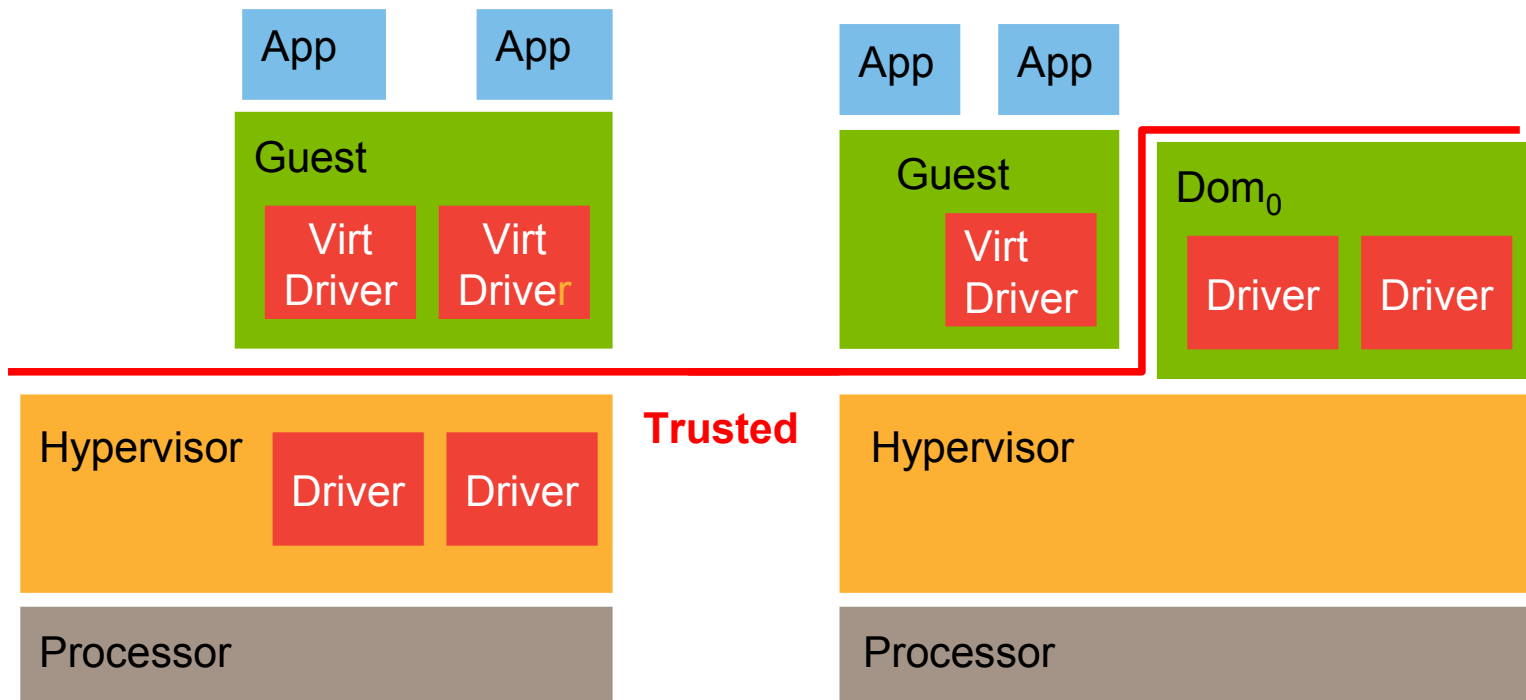 App
App
Guest
Virt
Driver
Virt
Driver
Hypervisor
Driver
Driver
Processor
Trusted
App
App
Guest
Virt
Driver
Dom₀
Driver
Driver
Hypervisor
Processor